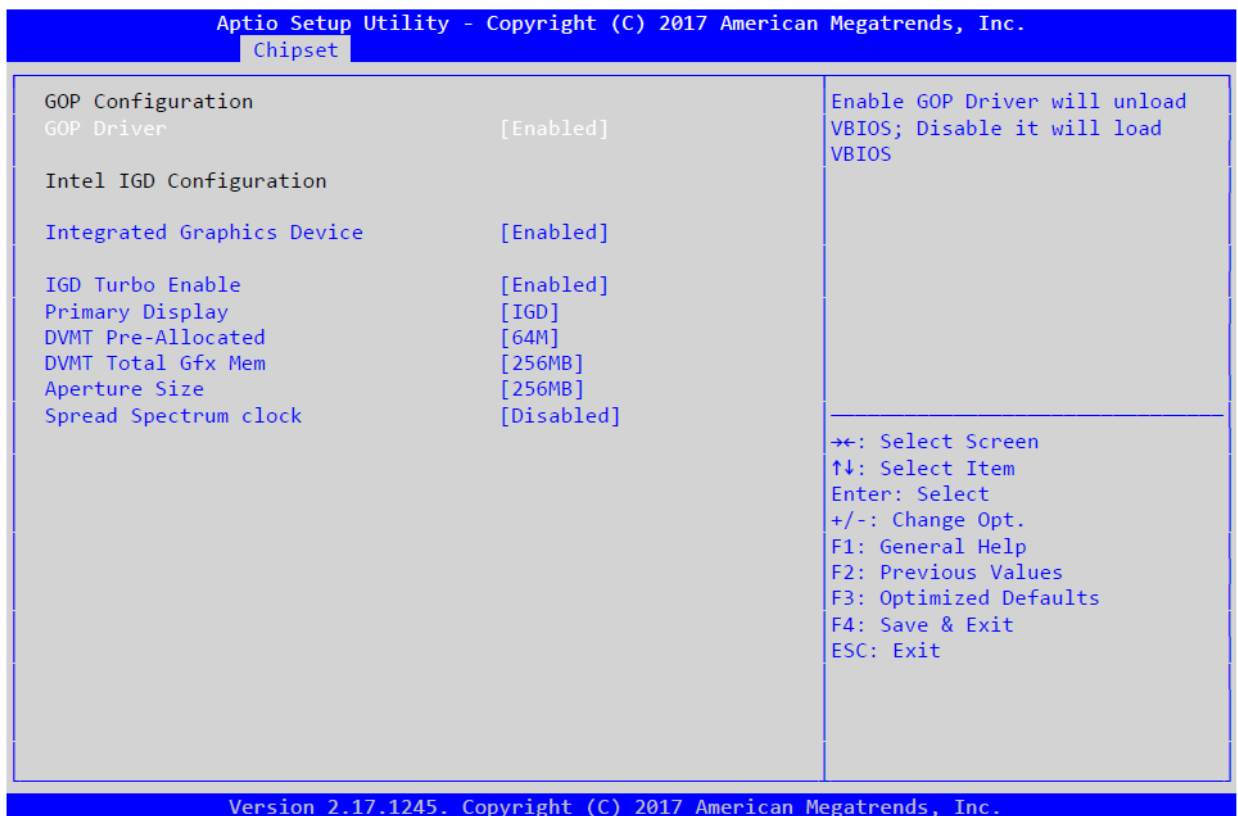 Aptio Setup Utility - Copyright (C) 2017 American Megatrends, Inc.
Chipset
GOP Configuration
GOP Driver [Enabled]
Intel IGD Configuration
Integrated Graphics Device [Enabled]
IGD Turbo Enable [Enabled]
Primary Display [IGD]
DVMT Pre-Allocated [64M]
DVMT Total Gfx Mem [256MB]
Aperture Size [256MB]
Spread Spectrum clock [Disabled]
Enable GOP Driver will unload
VBIOS; Disable it will load
VBIOS
→←: Select Screen
↑↓: Select Item
Enter: Select
+/-: Change Opt.
F1: General Help
F2: Previous Values
F3: Optimized Defaults
F4: Save & Exit
ESC: Exit
Version 2.17.1245. Copyright (C) 2017 American Megatrends, Inc.